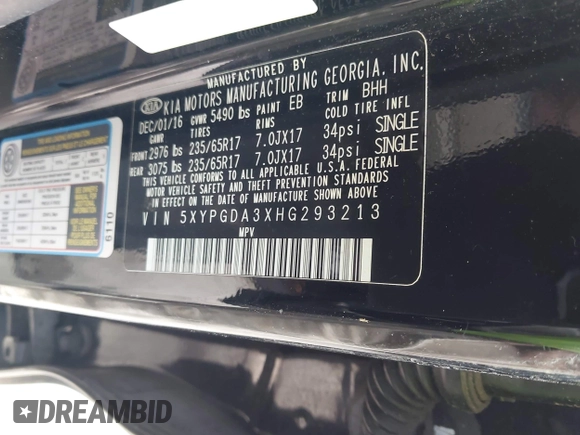 MANUFACTURED BY
KIA KIA MOTORS MANUFACTURING GEORGIA, INC.
DEC/01/16 GVWR 5490 lbs PAINT EB TRIM BHH
GAWR TIRES RIMS COLD TIRE INFL
FRONT 2976 lbs 235/65R17 7.0JX17 34psi SINGLE
REAR 3075 lbs 235/65R17 7.0JX17 34psi SINGLE
THIS VEHICLE CONFORMS TO ALL APPLICABLE U.S.A. FEDERAL
MOTOR VEHICLE SAFETY AND THEFT PREVENTION STANDARDS
IN EFFECT ON THE DATE OF MANUFACTURE SHOWN ABOVE.
VIN 5XYPGDA3XHG293213
MPV
6110
DREAMBID